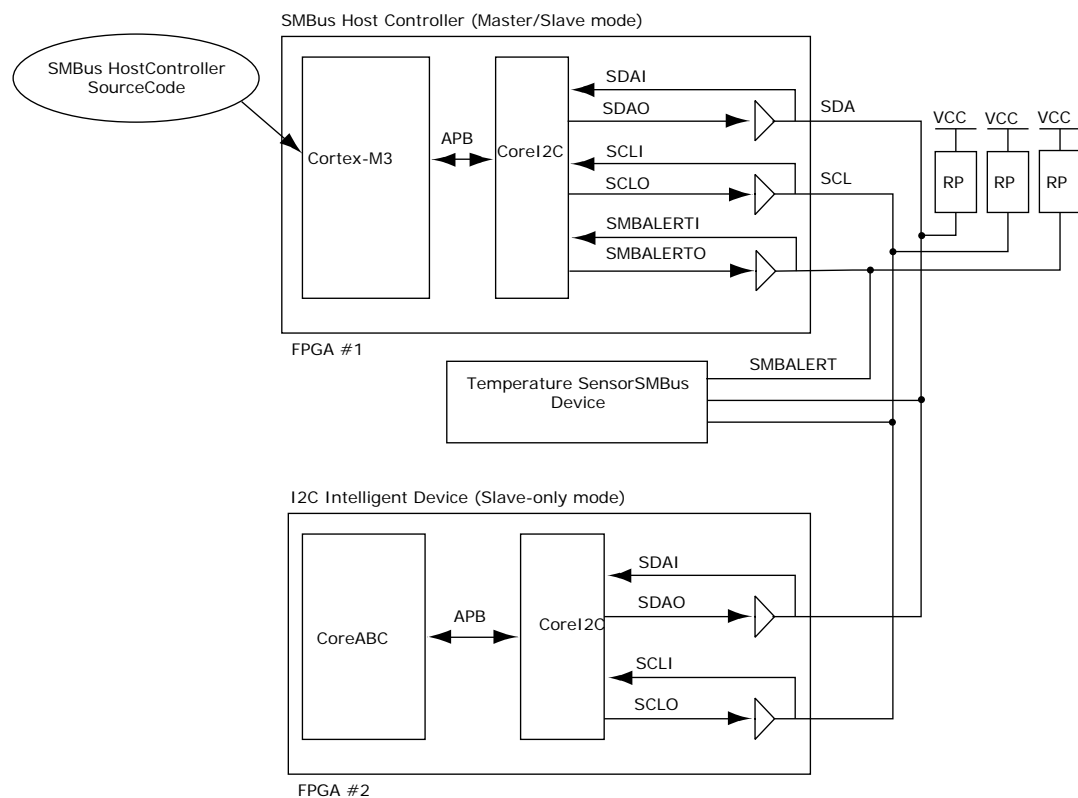 SMBus Host Controller (Master/Slave mode)
SMBus HostController
SourceCode
Cortex-M3
APB
CoreI2C
SDAI
SDAO
SCLI
SCLO
SMBALERTI
SMBALERTO
SDA
SCL
VCC
VCC
VCC
RP
RP
RP
FPGA #1
SMBALERT
Temperature SensorSMBus
Device
I2C Intelligent Device (Slave-only mode)
CoreABC
APB
CoreI2C
SDAI
SDAO
SCLI
SCLO
FPGA #2